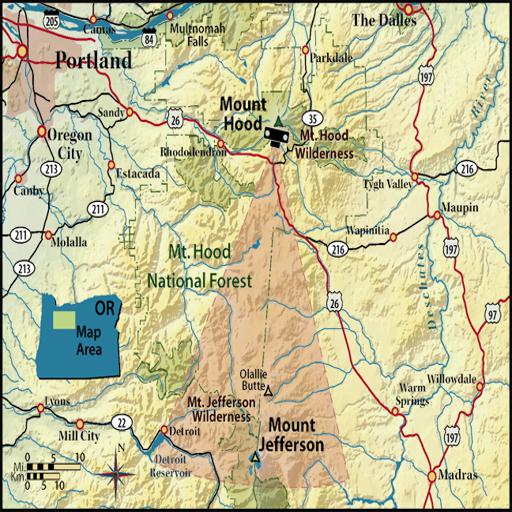 205
Camas
84
Multnomah
Falls
The Dalles
Portland
Parkdale
197
River
Mount
Hood
Sandy
26
35
Mt. Hood
Wilderness
Oregon
City
Rhododendron
213
Estacada
Canby
Tygh Valley
216
211
Maupin
211
Molalla
Wapinitia
216
197
213
Mt. Hood
National Forest
Deschutes
OR
Map
Area
26
97
Olallie
Butte
Willowdale
Lyons
Mt. Jefferson
Wilderness
Warm
Springs
22
Mill City
Detroit
Mount
Jefferson
197
N
Detroit
Reservoir
Madras
Mi. 0 5 10
Km. 0 5 10